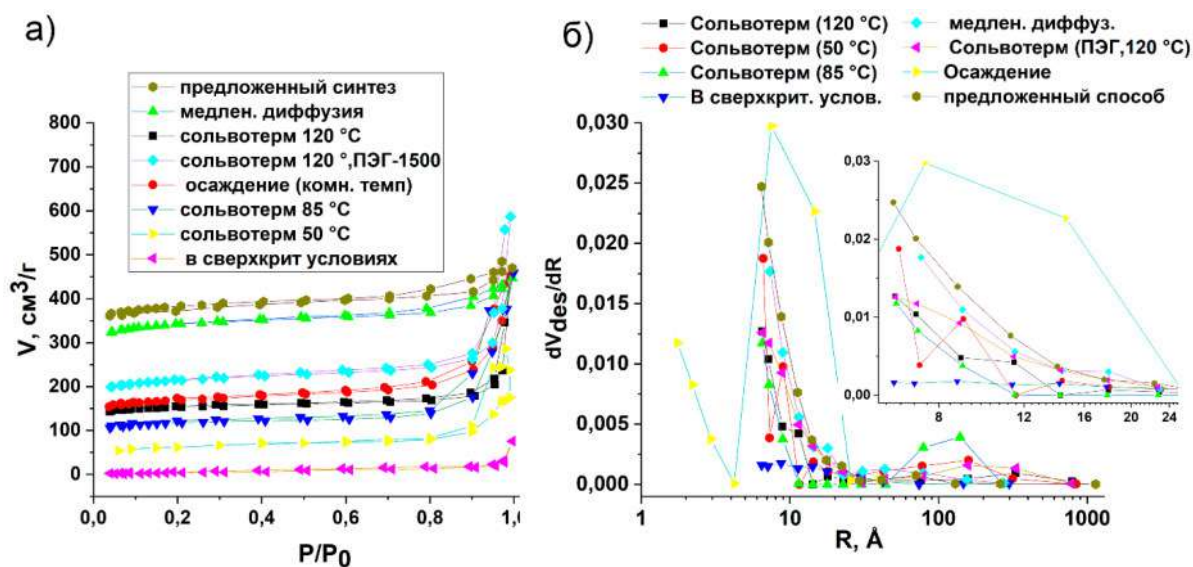 а)
предложенный синтез
медлен. диффузия
сольвотерм 120 °C
сольвотерм 120 °,ПЭГ-1500
осаждение (комн. темп)
сольвотерм 85 °C
сольвотерм 50 °C
в сверхкрит условиях
V, см³/г
800
700
600
500
400
300
200
100
0
0,0 0,2 0,4 0,6 0,8 1,
P/P₀
б)
Сольвотерм (120 °C)
Сольвотерм (50 °C)
Сольвотерм (85 °C)
В сверхкрит. услов.
медлен. диффуз.
Сольвотерм (ПЭГ,120 °C)
Осаждение
предложенный способ
dVdes/dR
0,030
0,025
0,020
0,015
0,010
0,005
0,000
1 10 100 1000
R, Å
0,03
0,02
0,01
0,00
8 12 16 20 24